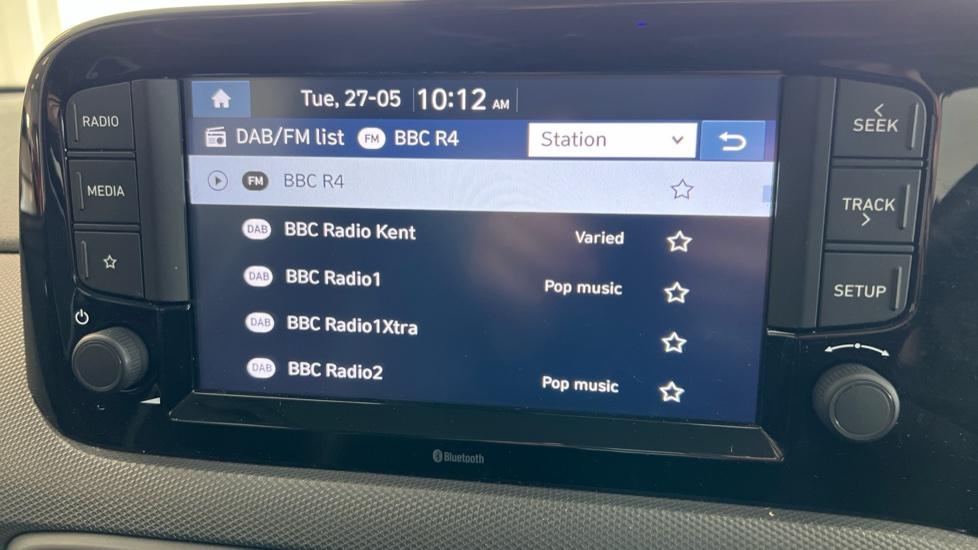 Tue, 27-05 10:12 AM
DAB/FM list FM BBC R4 Station
FM BBC R4
DAB BBC Radio Kent Varied
DAB BBC Radio1 Pop music
DAB BBC Radio1Xtra
DAB BBC Radio2 Pop music
RADIO
MEDIA
SEEK
TRACK
SETUP
Bluetooth